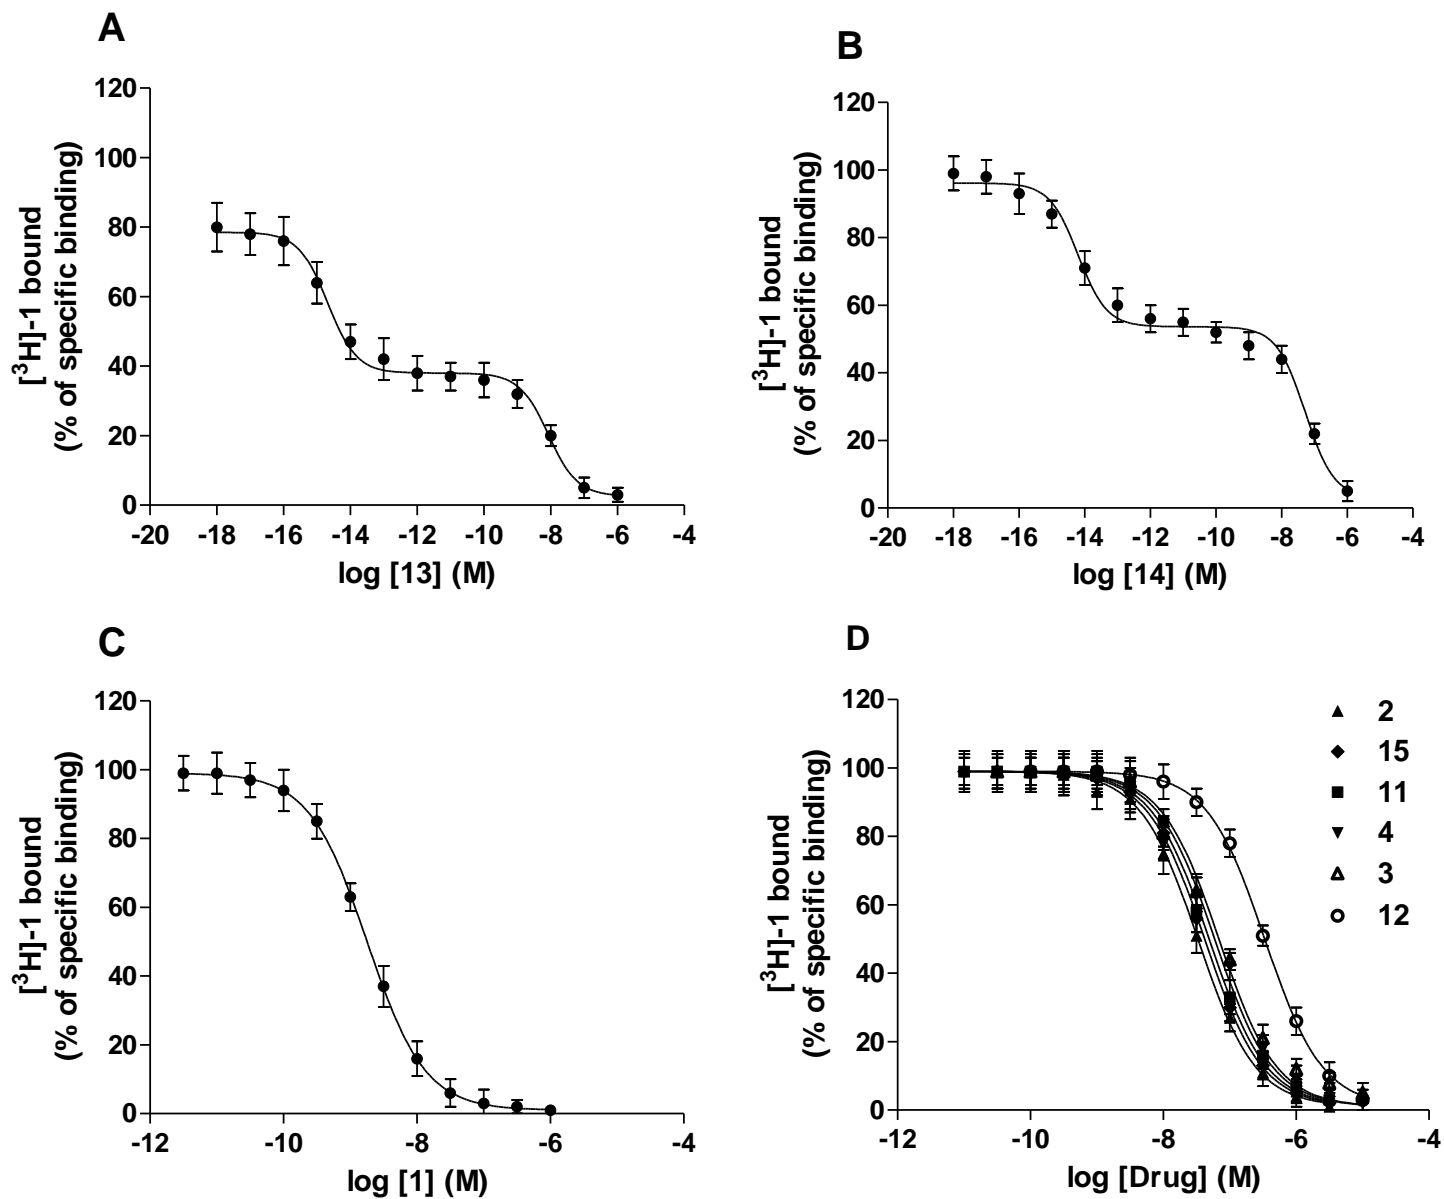 A
120
100
80
60
40
20
0
-20 -18 -16 -14 -12 -10 -8 -6 -4
[³H]-1 bound
(% of specific binding)
log [13] (M)
B
120
100
80
60
40
20
0
-20 -18 -16 -14 -12 -10 -8 -6 -4
[³H]-1 bound
(% of specific binding)
log [14] (M)
C
120
100
80
60
40
20
0
-12 -10 -8 -6 -4
[³H]-1 bound
(% of specific binding)
log [1] (M)
D
120
100
80
60
40
20
0
-12 -10 -8 -6 -4
[³H]-1 bound
(% of specific binding)
log [Drug] (M)
2
15
11
4
3
12